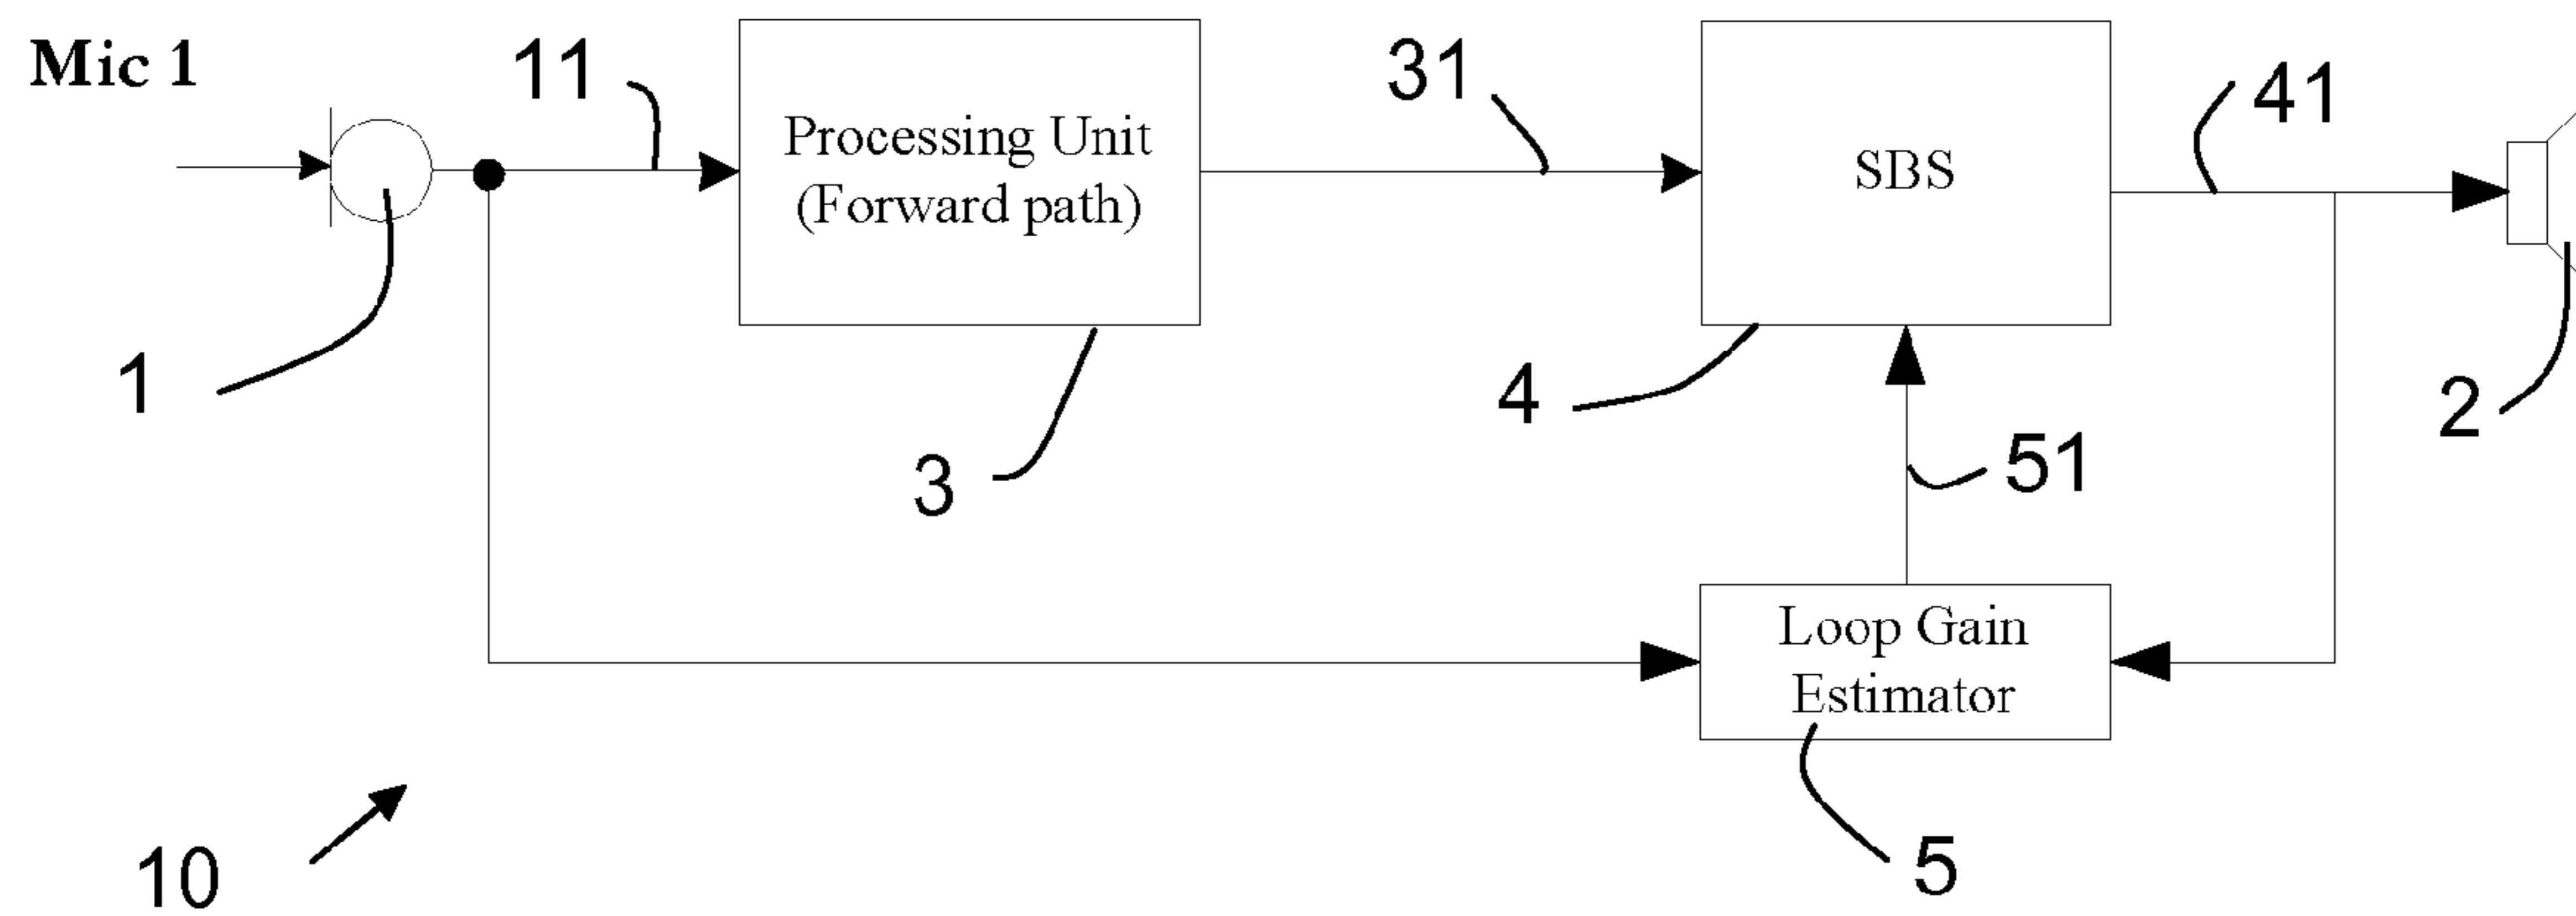 Mic 1
11
31
41
Processing Unit
(Forward path)
SBS
1
3
4
2
51
Loop Gain
Estimator
10
5